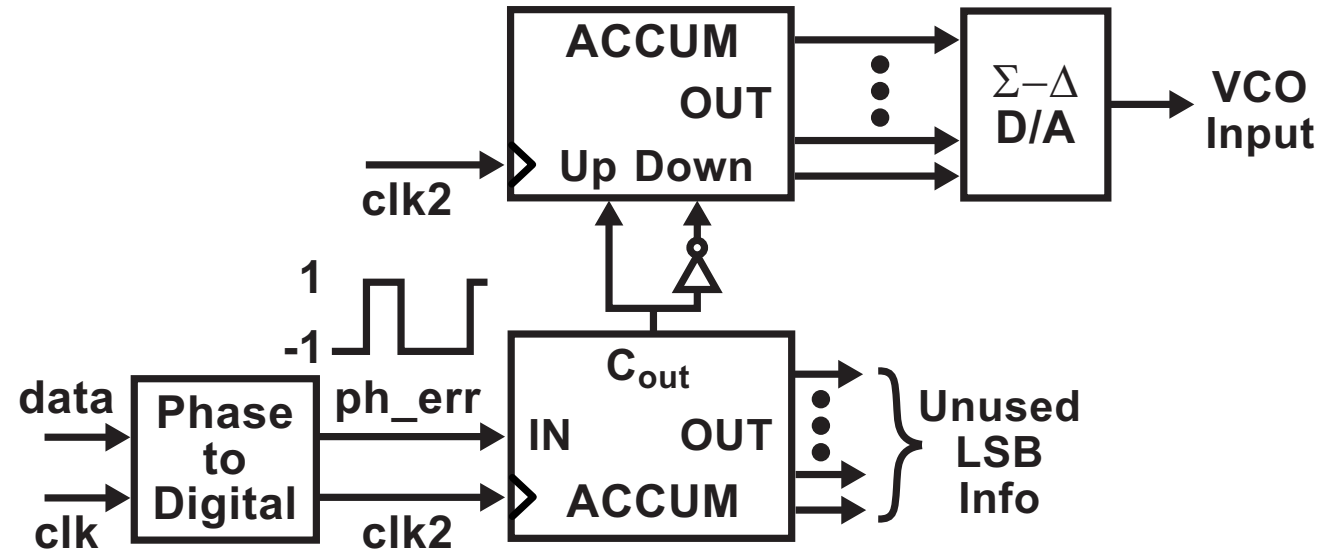 ACCUM
OUT
Up Down
clk2
Σ−Δ
D/A
VCO
Input
1
-1
data
clk
Phase
to
Digital
ph_err
clk2
Cout
IN
OUT
ACCUM
Unused
LSB
Info